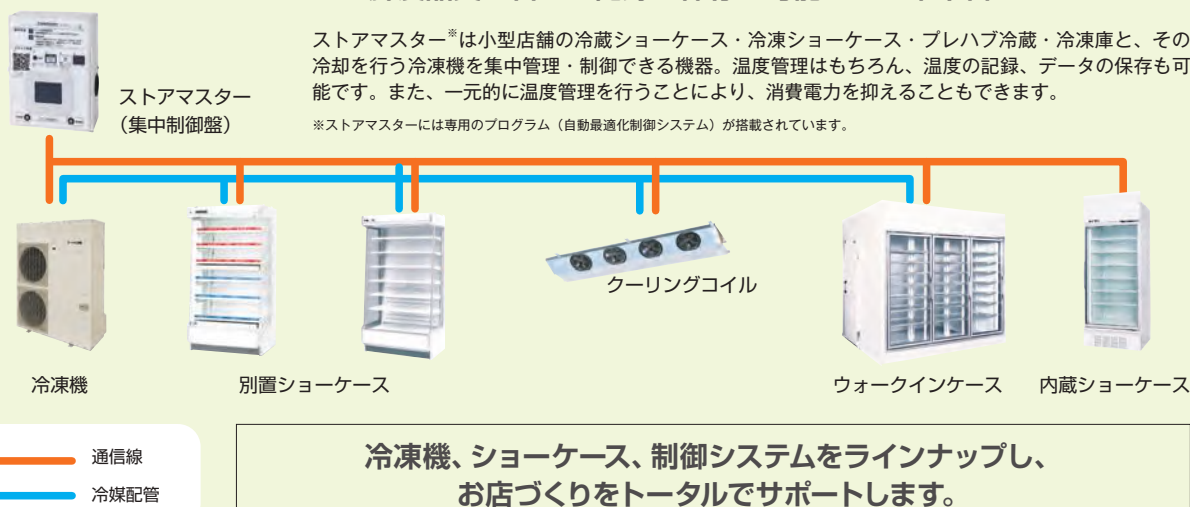 ストアマスター※は小型店舗の冷蔵ショーケース・冷凍ショーケース・プレハブ冷蔵・冷凍庫と、その
冷却を行う冷凍機を集中管理・制御できる機器。温度管理はもちろん、温度の記録、データの保存も可
能です。また、一元的に温度管理を行うことにより、消費電力を抑えることもできます。
※ストアマスターには専用のプログラム（自動最適化制御システム）が搭載されています。
ストアマスター
（集中制御盤）
クーリングコイル
冷凍機
別置ショーケース
ウォークインケース
内蔵ショーケース
通信線
冷媒配管
冷凍機、ショーケース、制御システムをラインナップし、
お店づくりをトータルでサポートします。